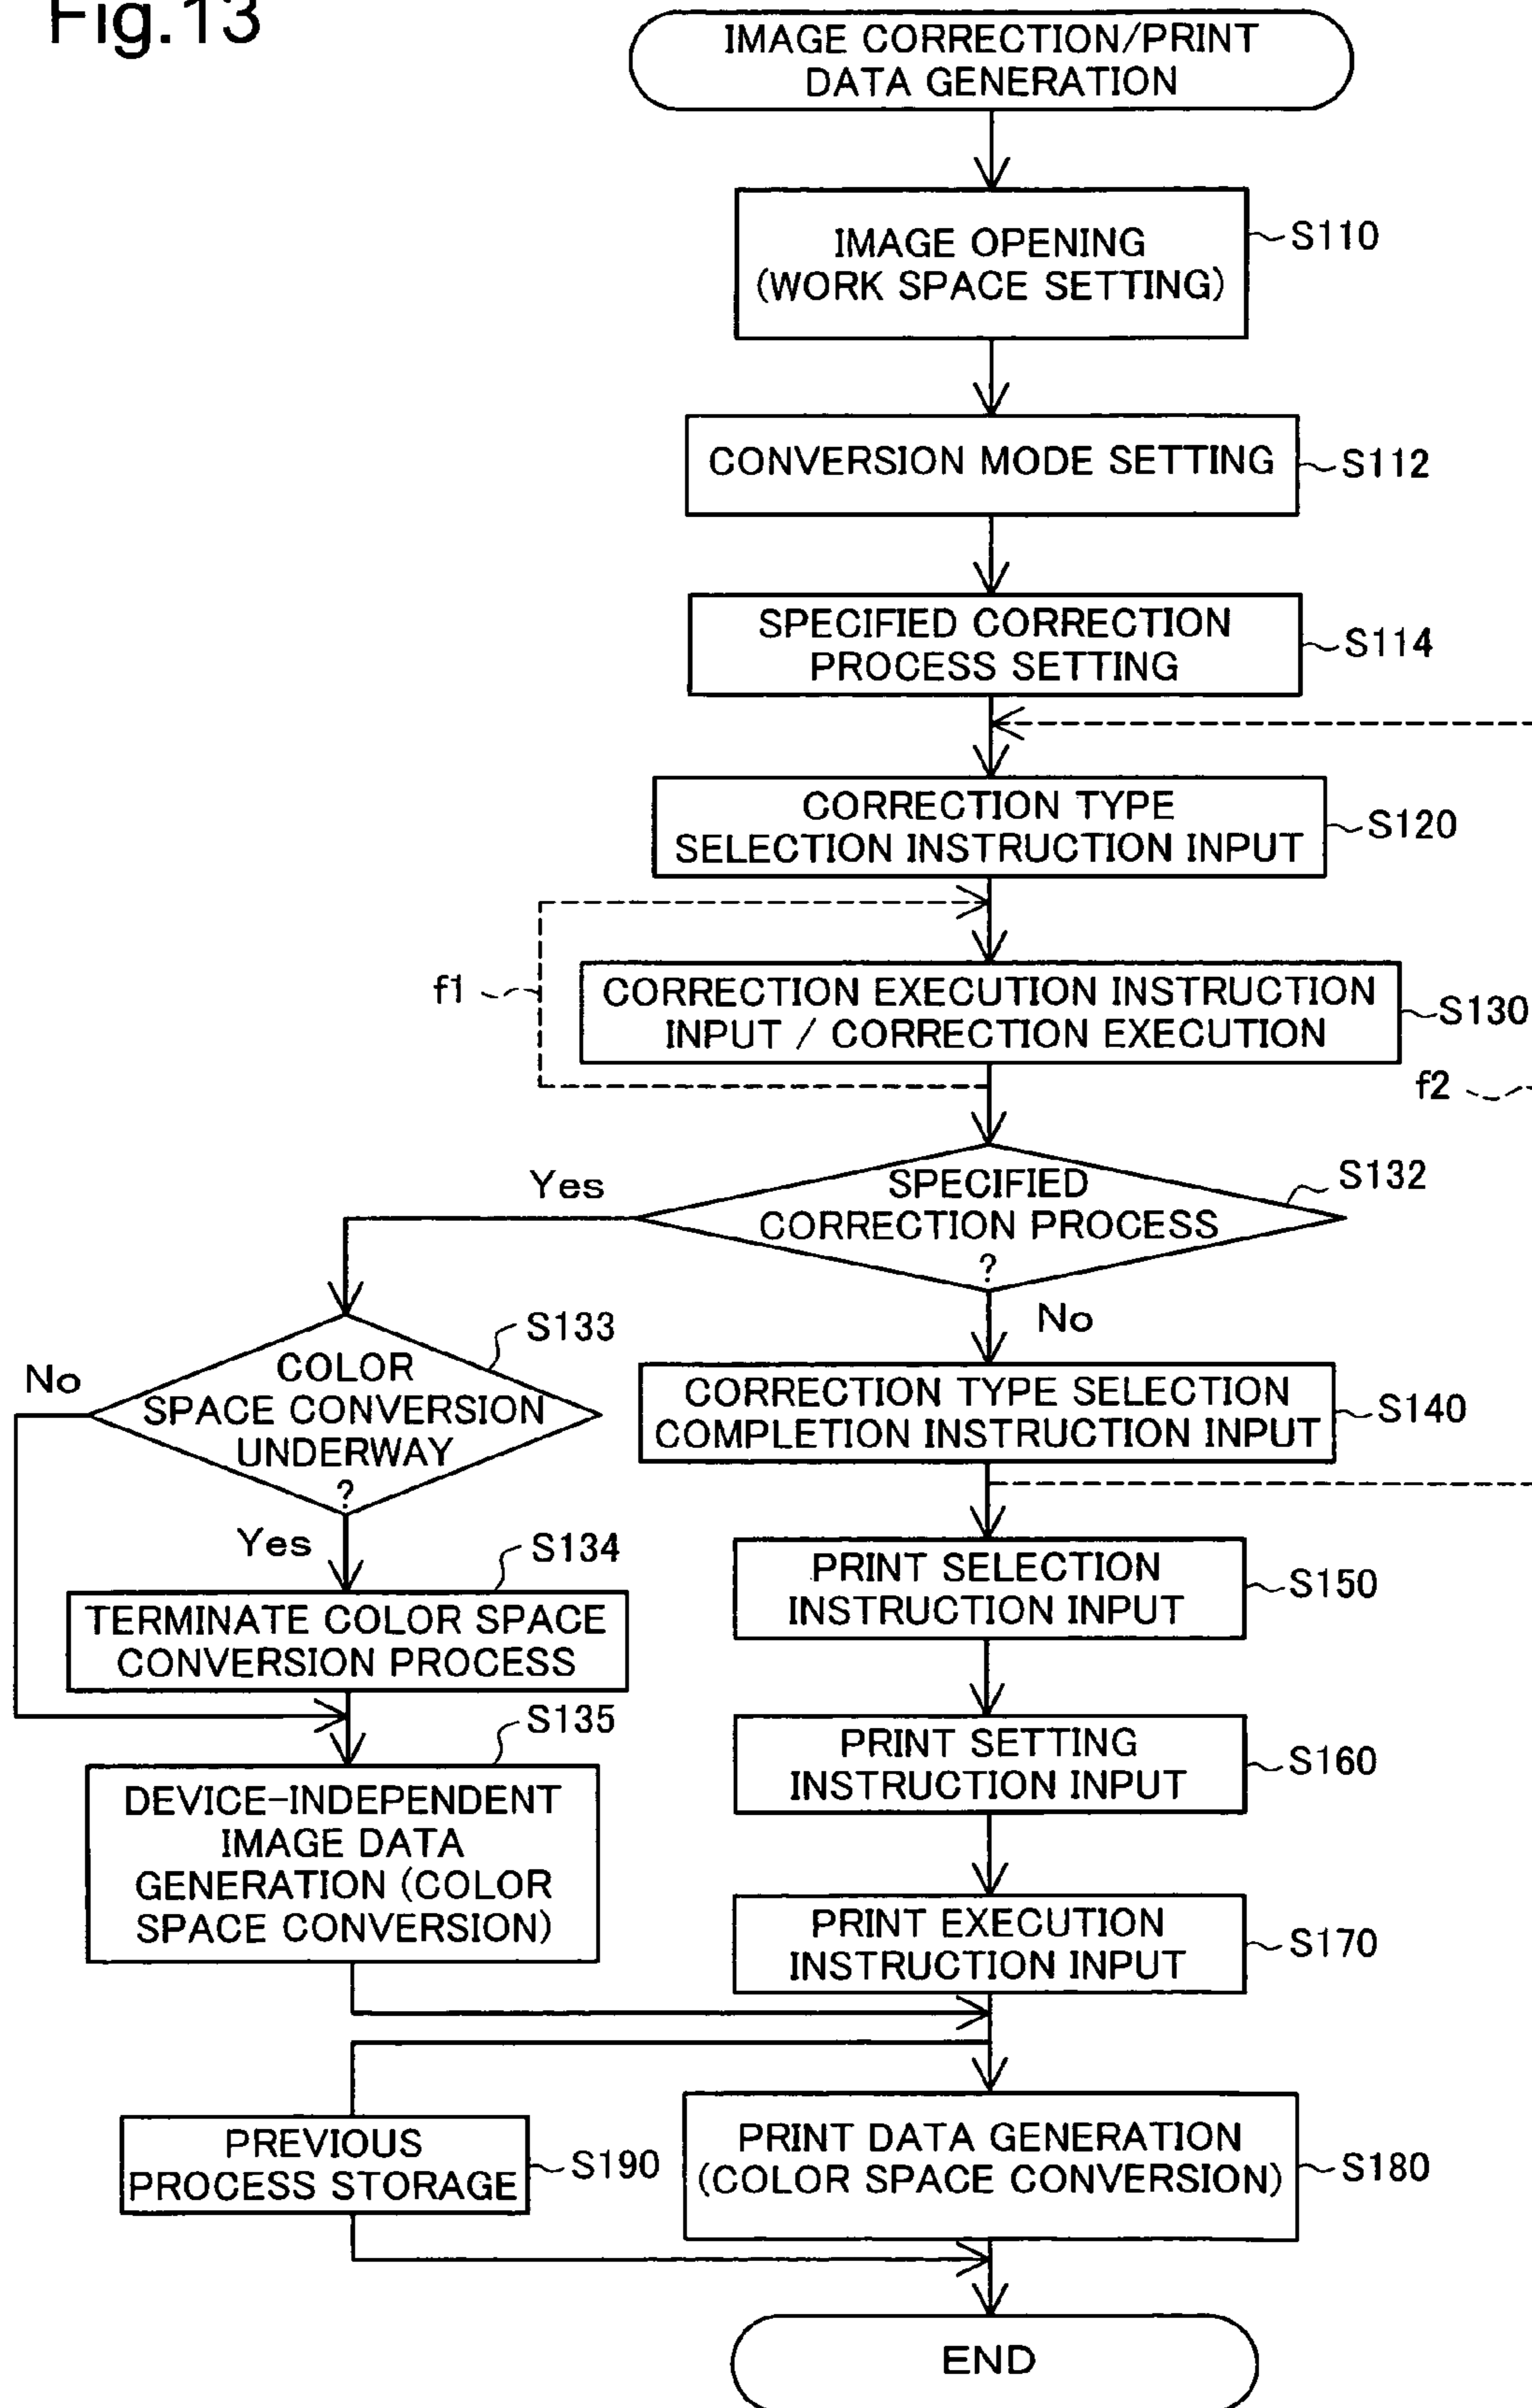 Fig.13
IMAGE CORRECTION/PRINT
DATA GENERATION
IMAGE OPENING
(WORK SPACE SETTING)
S110
CONVERSION MODE SETTING
S112
SPECIFIED CORRECTION
PROCESS SETTING
S114
CORRECTION TYPE
SELECTION INSTRUCTION INPUT
S120
f1
CORRECTION EXECUTION INSTRUCTION
INPUT / CORRECTION EXECUTION
S130
f2
SPECIFIED
CORRECTION PROCESS
?
S132
Yes
No
COLOR
SPACE CONVERSION
UNDERWAY
?
S133
No
Yes
TERMINATE COLOR SPACE
CONVERSION PROCESS
S134
DEVICE-INDEPENDENT
IMAGE DATA
GENERATION (COLOR
SPACE CONVERSION)
S135
CORRECTION TYPE SELECTION
COMPLETION INSTRUCTION INPUT
S140
PRINT SELECTION
INSTRUCTION INPUT
S150
PRINT SETTING
INSTRUCTION INPUT
S160
PRINT EXECUTION
INSTRUCTION INPUT
S170
PREVIOUS
PROCESS STORAGE
S190
PRINT DATA GENERATION
(COLOR SPACE CONVERSION)
S180
END